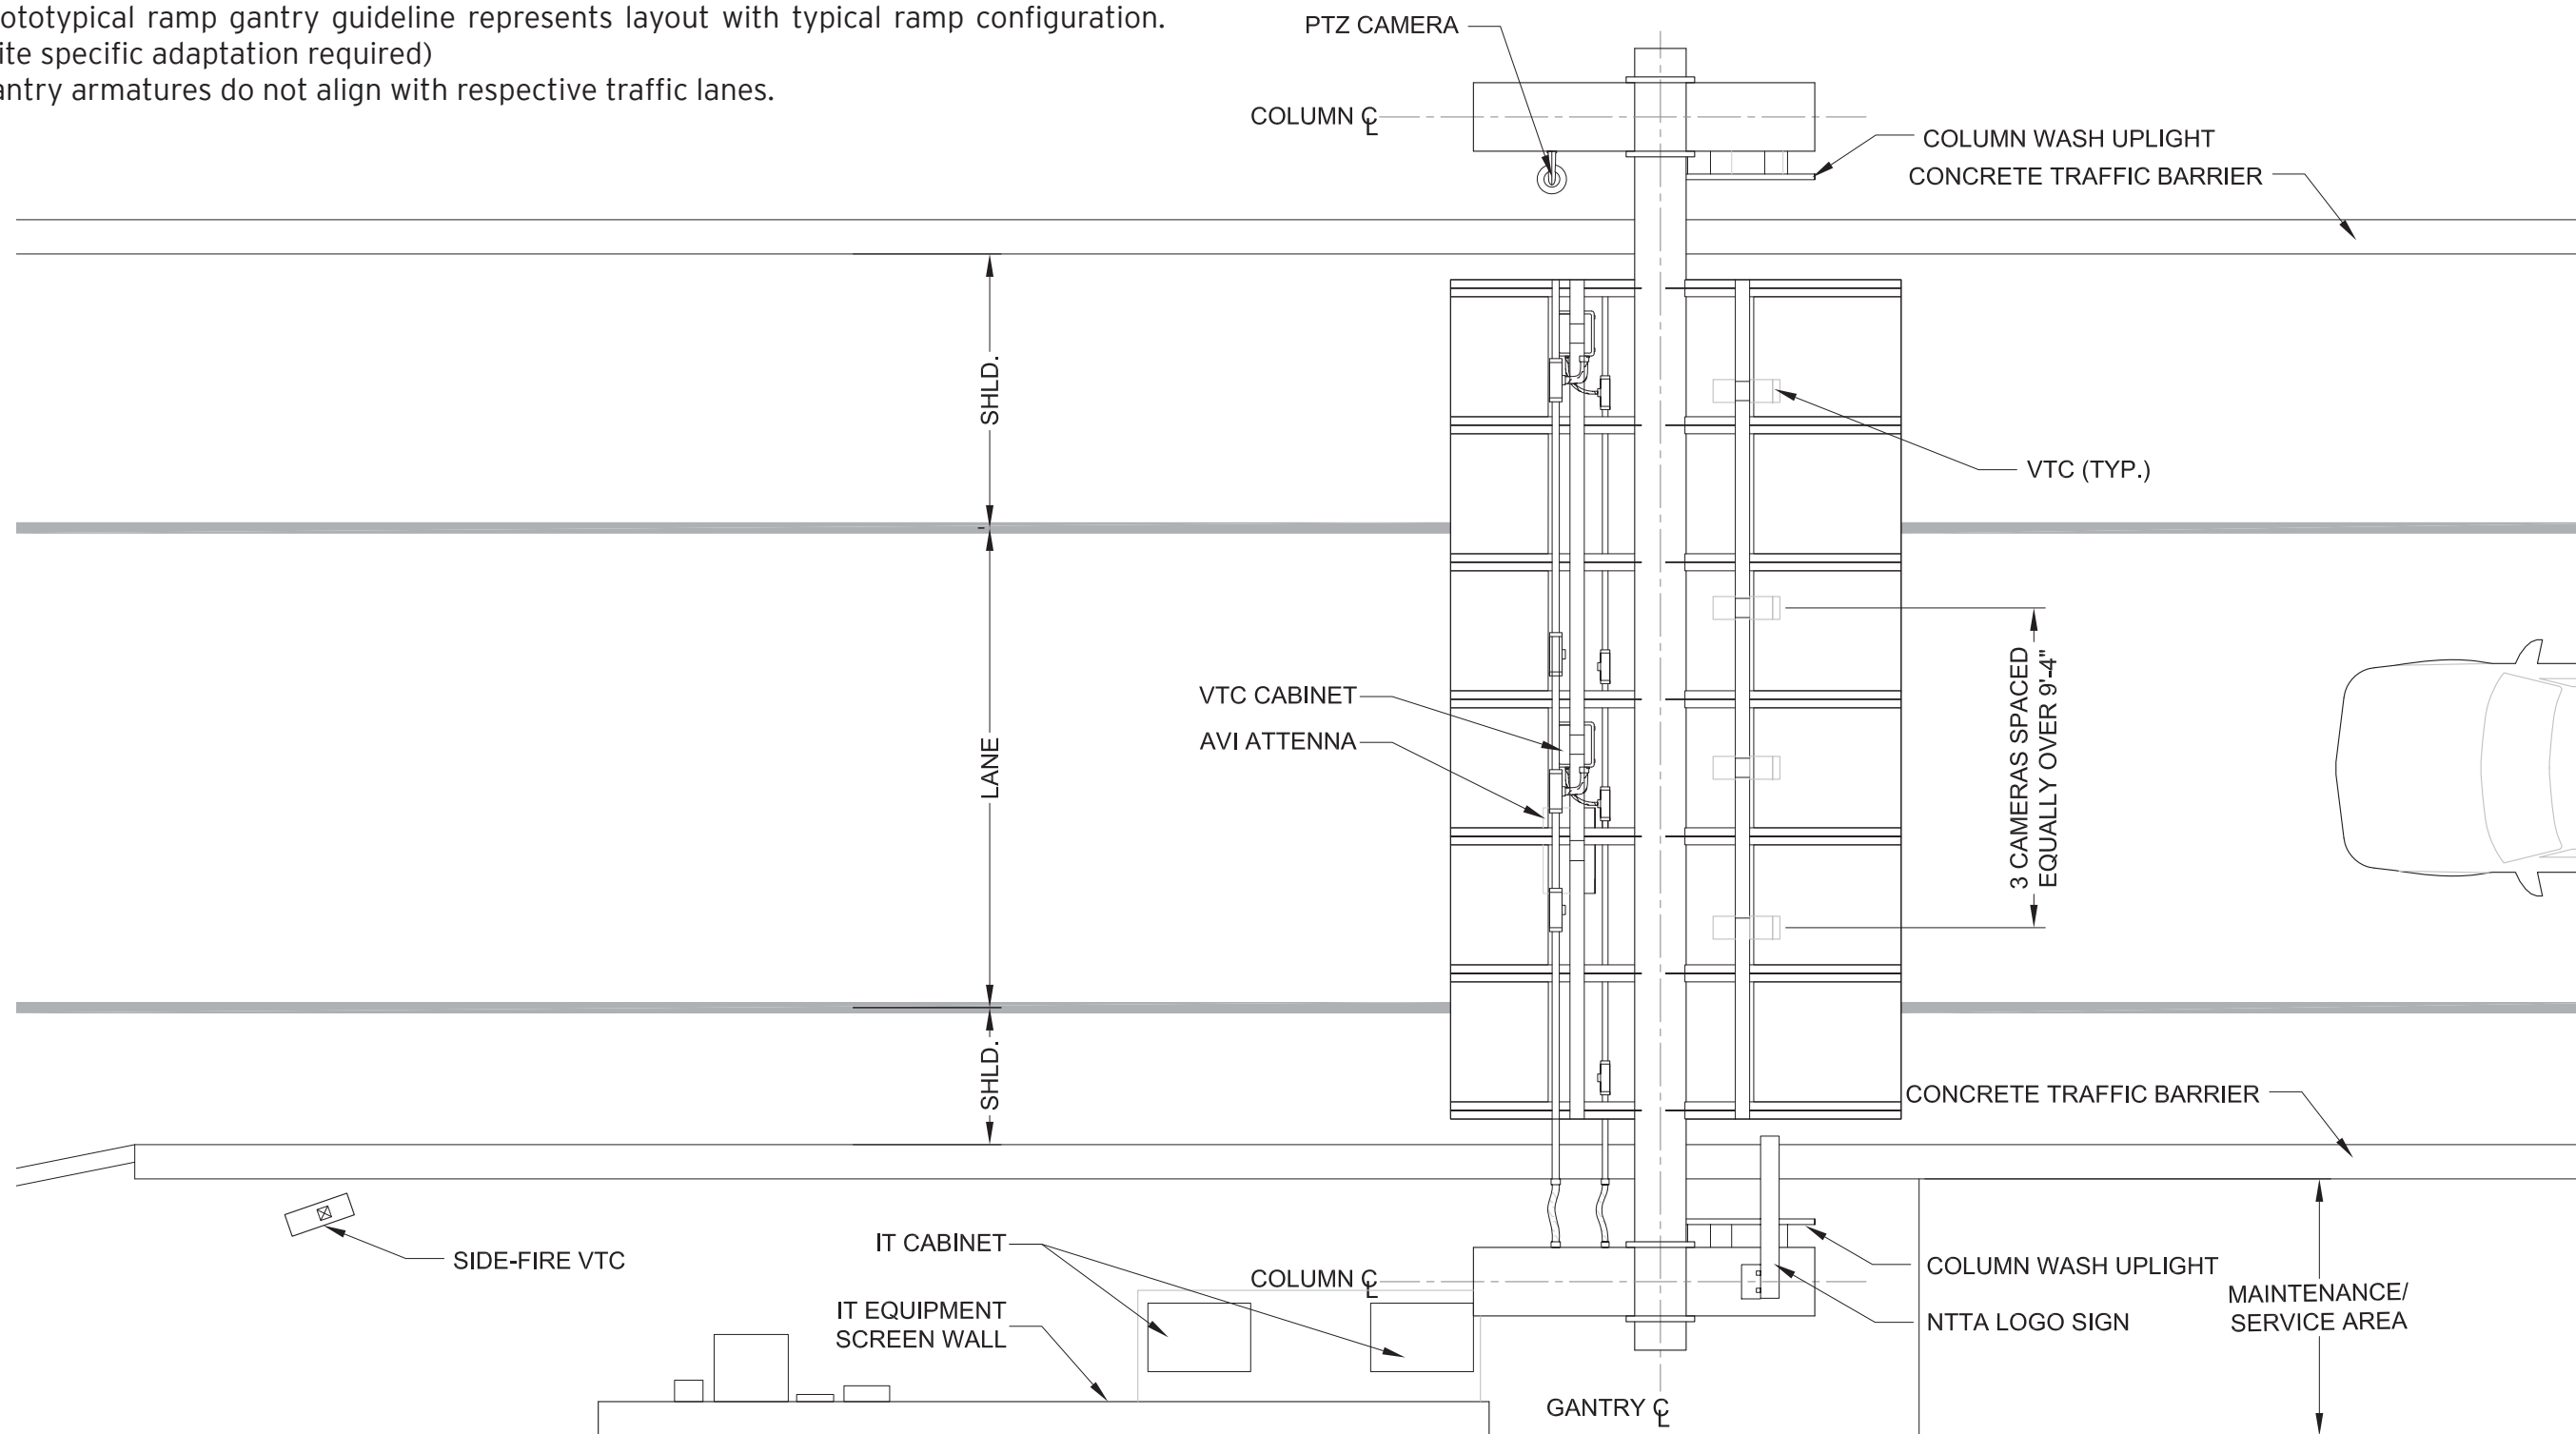 ototypical ramp gantry guideline represents layout with typical ramp configuration.
ite specific adaptation required)
antry armatures do not align with respective traffic lanes.
PTZ CAMERA
COLUMN ℄
COLUMN WASH UPLIGHT
CONCRETE TRAFFIC BARRIER
SHLD.
VTC (TYP.)
3 CAMERAS SPACED
EQUALLY OVER 9'-4"
VTC CABINET
AVI ATTENNA
LANE
SHLD.
CONCRETE TRAFFIC BARRIER
SIDE-FIRE VTC
IT CABINET
COLUMN ℄
COLUMN WASH UPLIGHT
IT EQUIPMENT
SCREEN WALL
NTTA LOGO SIGN
MAINTENANCE/
SERVICE AREA
GANTRY ℄